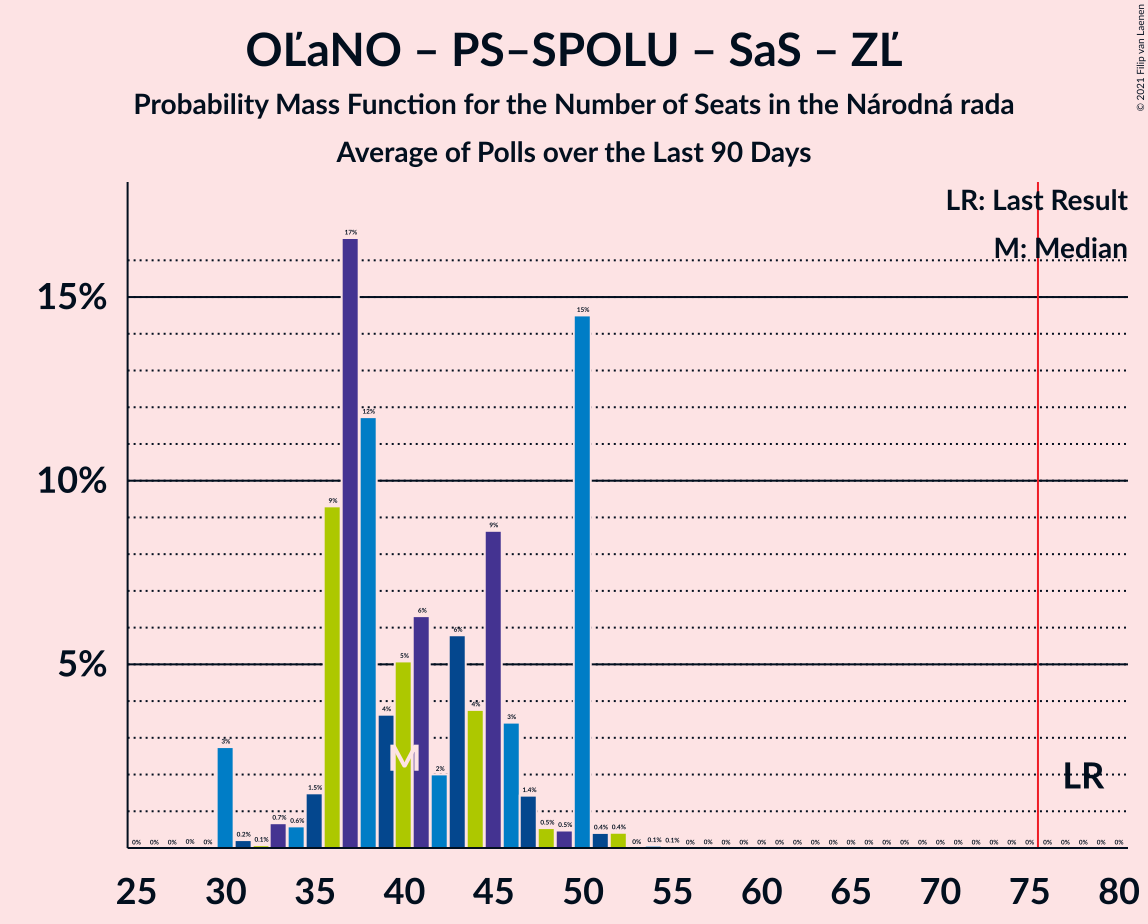 OĽaNO – PS–SPOLU – SaS – ZĽ
Probability Mass Function for the Number of Seats in the Národná rada
Average of Polls over the Last 90 Days
© 2021 Filip van Laenen
LR: Last Result
M: Median
15%
10%
5%
0% 0% 0% 0% 0% 3% 0.2% 0.1% 0.7% 0.6% 1.5% 9% 17% 12% 4% 5% 6% 2% 6% 4% 9% 3% 1.4% 0.5% 0.5% 15% 0.4% 0.4% 0% 0.1% 0.1% 0% 0% 0% 0% 0% 0% 0% 0% 0% 0% 0% 0% 0% 0% 0% 0% 0% 0% 0% 0% 0% 0% 0% 0% 0%
M
LR
25 30 35 40 45 50 55 60 65 70 75 80